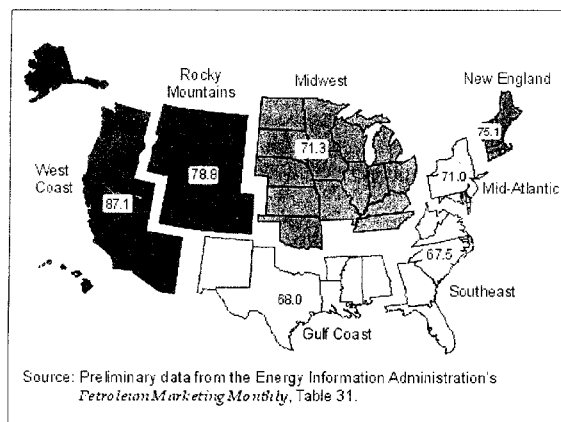 Rocky
Mountains
Midwest
New England
West
Coast
87.1
78.8
71.3
75.1
71.0
Mid-Atlantic
67.5
Southeast
68.0
Gulf Coast
Source: Preliminary data from the Energy Information Administration's
Petroleum Marketing Monthly, Table 31.